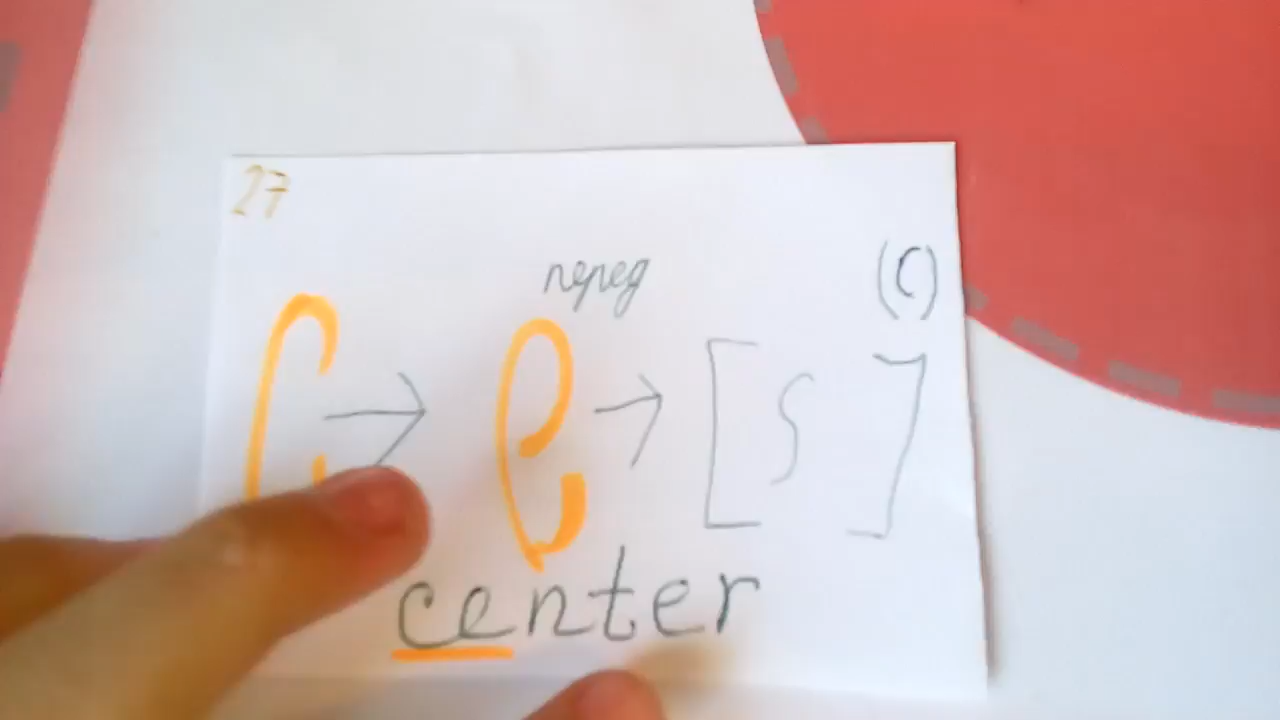 27
перед
(С)
C → e → [s]
center